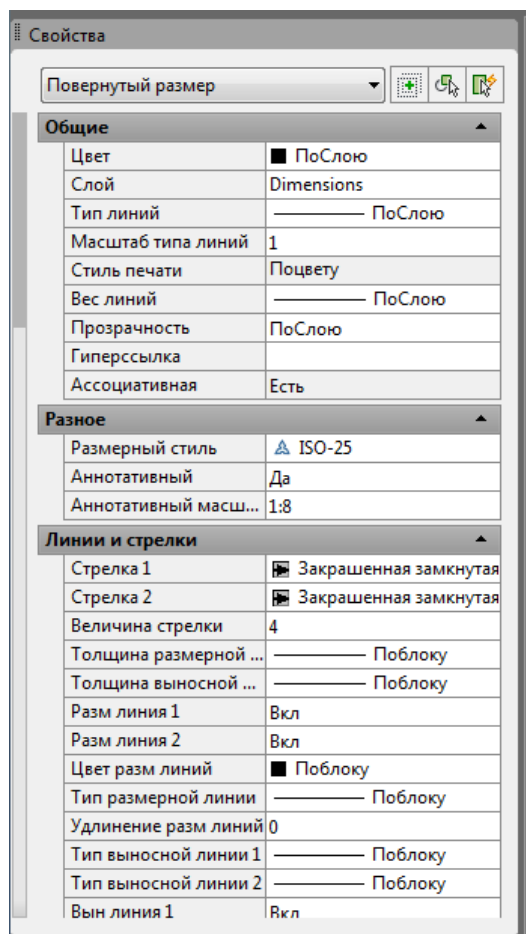 Свойства
Повернутый размер
Общие
Цвет ПоСлою
Слой Dimensions
Тип линий ПоСлою
Масштаб типа линий 1
Стиль печати Поцвету
Вес линий ПоСлою
Прозрачность ПоСлою
Гиперссылка
Ассоциативная Есть
Разное
Размерный стиль ISO-25
Аннотативный Да
Аннотативный масш... 1:8
Линии и стрелки
Стрелка 1 Закрашенная замкнутая
Стрелка 2 Закрашенная замкнутая
Величина стрелки 4
Толщина размерной ... Поблоку
Толщина выносной ... Поблоку
Разм линия 1 Вкл
Разм линия 2 Вкл
Цвет разм линий Поблоку
Тип размерной линии Поблоку
Удлинение разм линий 0
Тип выносной линии 1 Поблоку
Тип выносной линии 2 Поблоку
Вын линия 1 Вкл